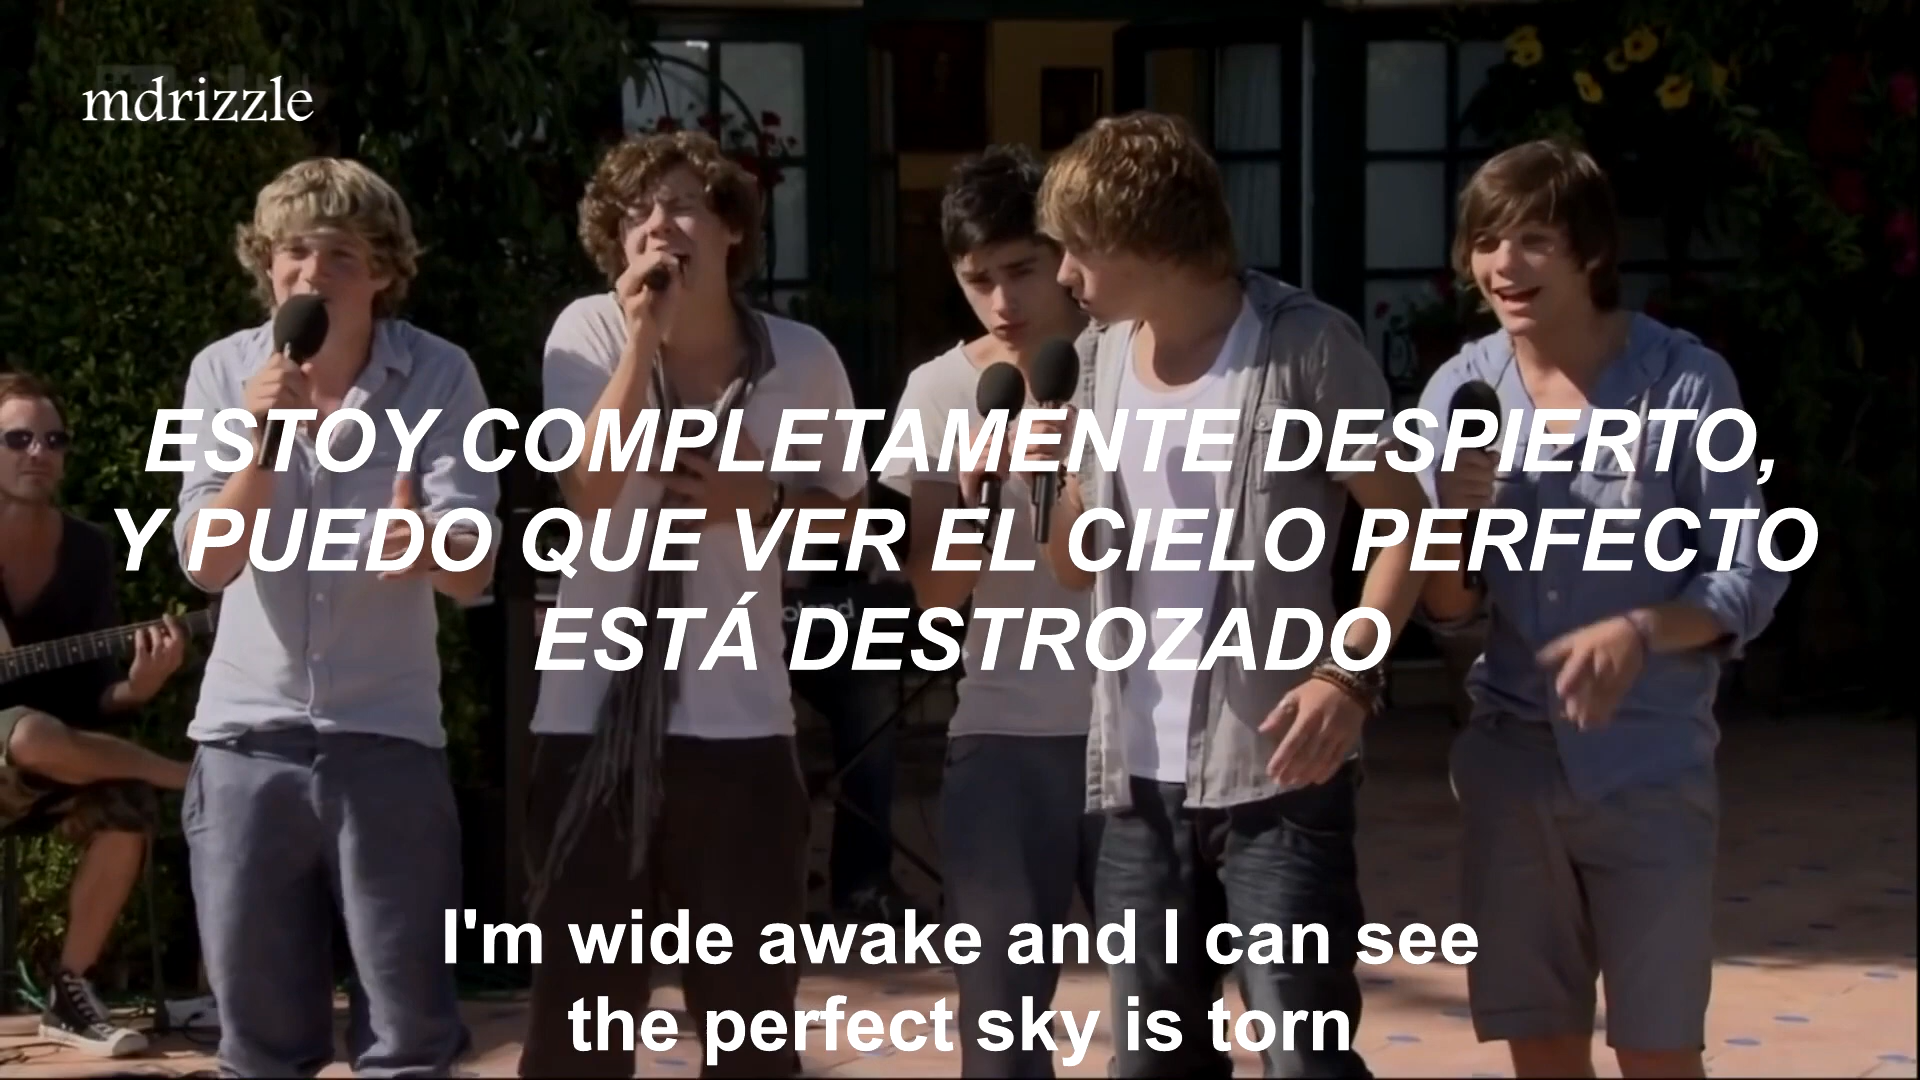 mdrizzle
ESTOY COMPLETAMENTE DESPIERTO,
Y PUEDO QUE VER EL CIELO PERFECTO
ESTÁ DESTROZADO
I'm wide awake and I can see
the perfect sky is torn